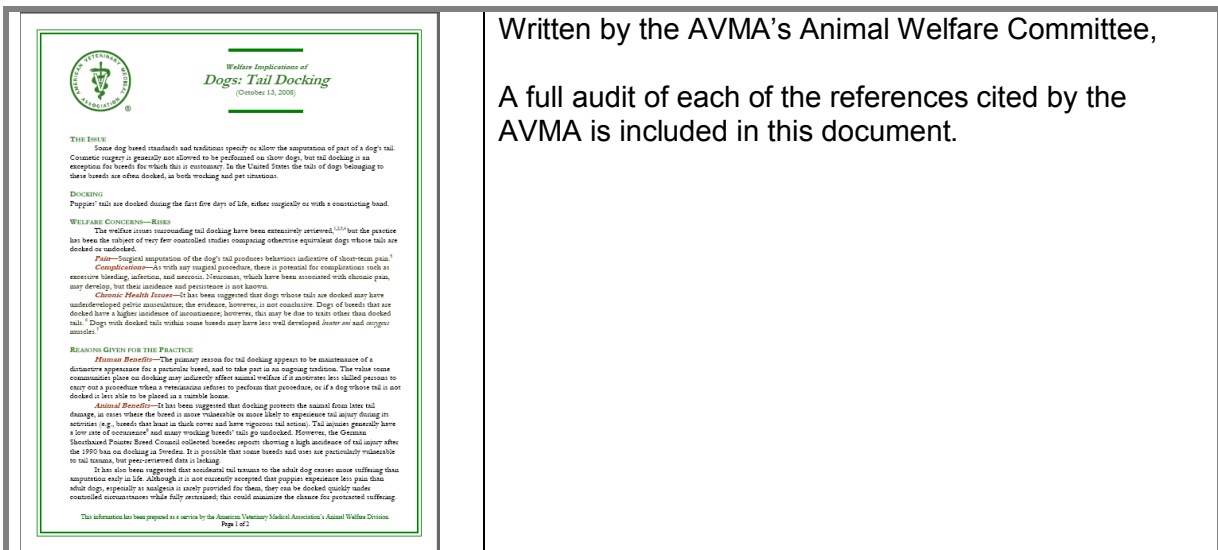 AMERICAN VETERINARY MEDICAL ASSOCIATION
®
Welfare Implications of
Dogs: Tail Docking
(October 13, 2008)
THE ISSUE
Some dog breed standards and traditions specify or allow the amputation of part of a dog's tail.
Cosmetic surgery is generally not allowed to be performed on show dogs, but tail docking is an
exception for breeds for which this is customary. In the United States the tails of dogs belonging to
these breeds are often docked, in both working and pet situations.
DOCKING
Puppies' tails are docked during the first five days of life, either surgically or with a constricting band.
WELFARE CONCERNS—RISKS
The welfare issues surrounding tail docking have been extensively reviewed,1,2,3,4 but the practice
has been the subject of very few controlled studies comparing otherwise equivalent dogs whose tails are
docked or undocked.
Pain—Surgical amputation of the dog's tail produces behaviors indicative of short-term pain.5
Complications—As with any surgical procedure, there is potential for complications such as
excessive bleeding, infection, and necrosis. Neuromas, which have been associated with chronic pain,
may develop, but their incidence and persistence is not known.
Chronic Health Issues—It has been suggested that dogs whose tails are docked may have
underdeveloped pelvic musculature; the evidence, however, is not conclusive. Dogs of breeds that are
docked have a higher incidence of incontinence; however, this may be due to traits other than docked
tails.6 Dogs with docked tails within some breeds may have less well developed levator ani and coccygeus
muscles.7
REASONS GIVEN FOR THE PRACTICE
Human Benefits—The primary reason for tail docking appears to be maintenance of a
distinctive appearance for a particular breed, and to take part in an ongoing tradition. The value some
communities place on docking may indirectly affect animal welfare if it motivates less skilled persons to
carry out a procedure when a veterinarian refuses to perform that procedure, or if a dog whose tail is not
docked is less able to be placed in a suitable home.
Animal Benefits—It has been suggested that docking protects the animal from later tail
damage, in cases where the breed is more vulnerable or more likely to experience tail injury during its
activities (e.g., breeds that hunt in thick cover and have vigorous tail action). Tail injuries generally have
a low rate of occurrence8 and many working breeds' tails go undocked. However, the German
Shorthaired Pointer Breed Council collected breeder reports showing a high incidence of tail injury after
the 1990 ban on docking in Sweden. It is possible that some breeds and uses are particularly vulnerable
to tail trauma, but peer-reviewed data is lacking.
It has also been suggested that accidental tail trauma to the adult dog causes more suffering than
amputation early in life. Although it is not currently accepted that puppies experience less pain than
adult dogs, especially as analgesia is rarely provided for them, they can be docked quickly under
controlled circumstances while fully restrained; this could minimize the chance for protracted suffering.
This information has been prepared as a service by the American Veterinary Medical Association's Animal Welfare Division.
Page 1 of 2
Written by the AVMA's Animal Welfare Committee,
A full audit of each of the references cited by the
AVMA is included in this document.